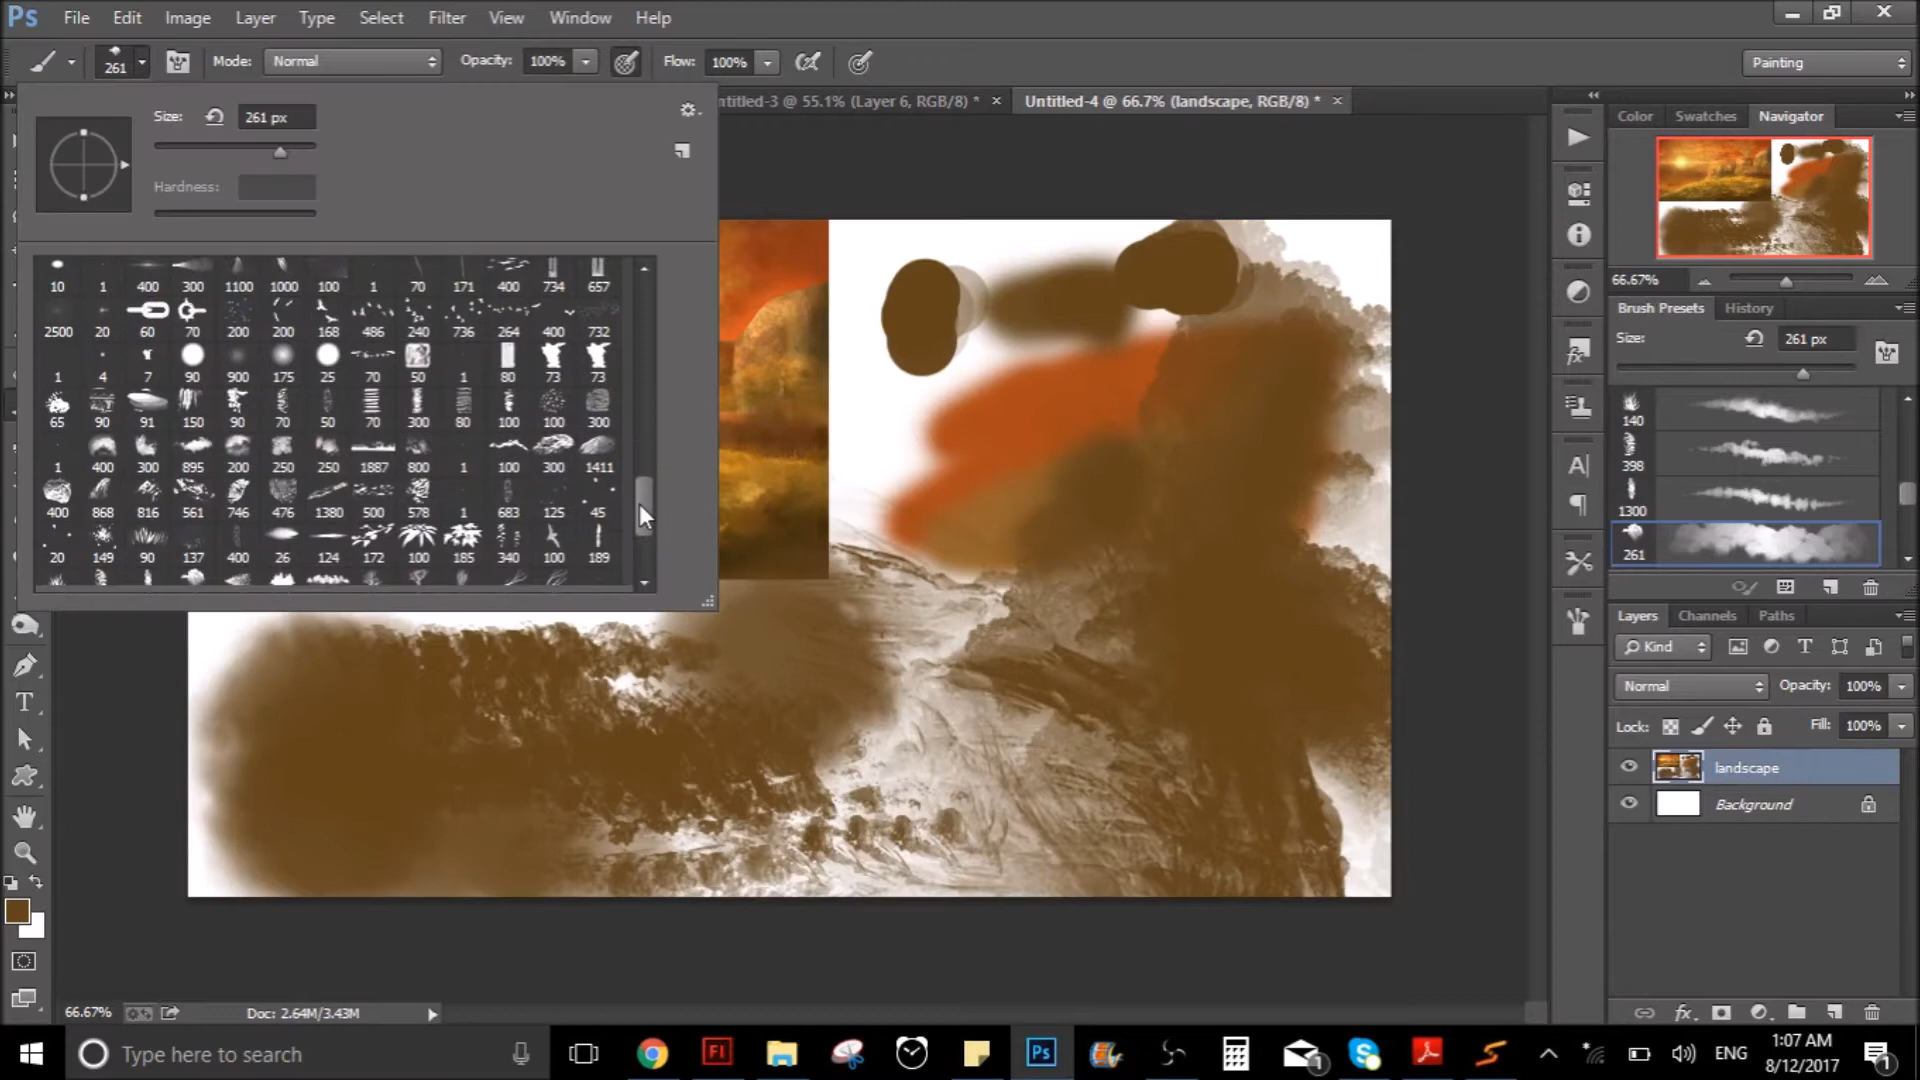 Ps File Edit Image Layer Type Select Filter View Window Help
261 Mode: Normal Opacity: 100% Flow: 100% Painting
Size: 261 px
Hardness:
ntitled-3 @ 55.1% (Layer 6, RGB/8) * × Untitled-4 @ 66.7% (landscape, RGB/8) * ×
10 1 400 300 1100 1000 100 1 70 171 400 734 657
2500 20 60 70 200 200 168 486 240 736 264 400 732
1 4 7 90 900 175 25 70 50 1 80 73 73
65 90 91 150 90 70 50 70 300 80 100 100 300
1 400 300 895 200 250 250 1887 800 1 100 300 1411
400 868 816 561 746 476 1380 500 578 1 683 125 45
20 149 90 137 400 26 124 172 100 185 340 100 189
Color Swatches Navigator
66.67%
Brush Presets History
Size: 261 px
140
398
1300
261
Layers Channels Paths
Kind
Normal Opacity: 100%
Lock: Fill: 100%
landscape
Background
66.67% Doc: 2.64M/3.43M
Type here to search
Fl
Ps
1
ENG
1:07 AM
8/12/2017
1